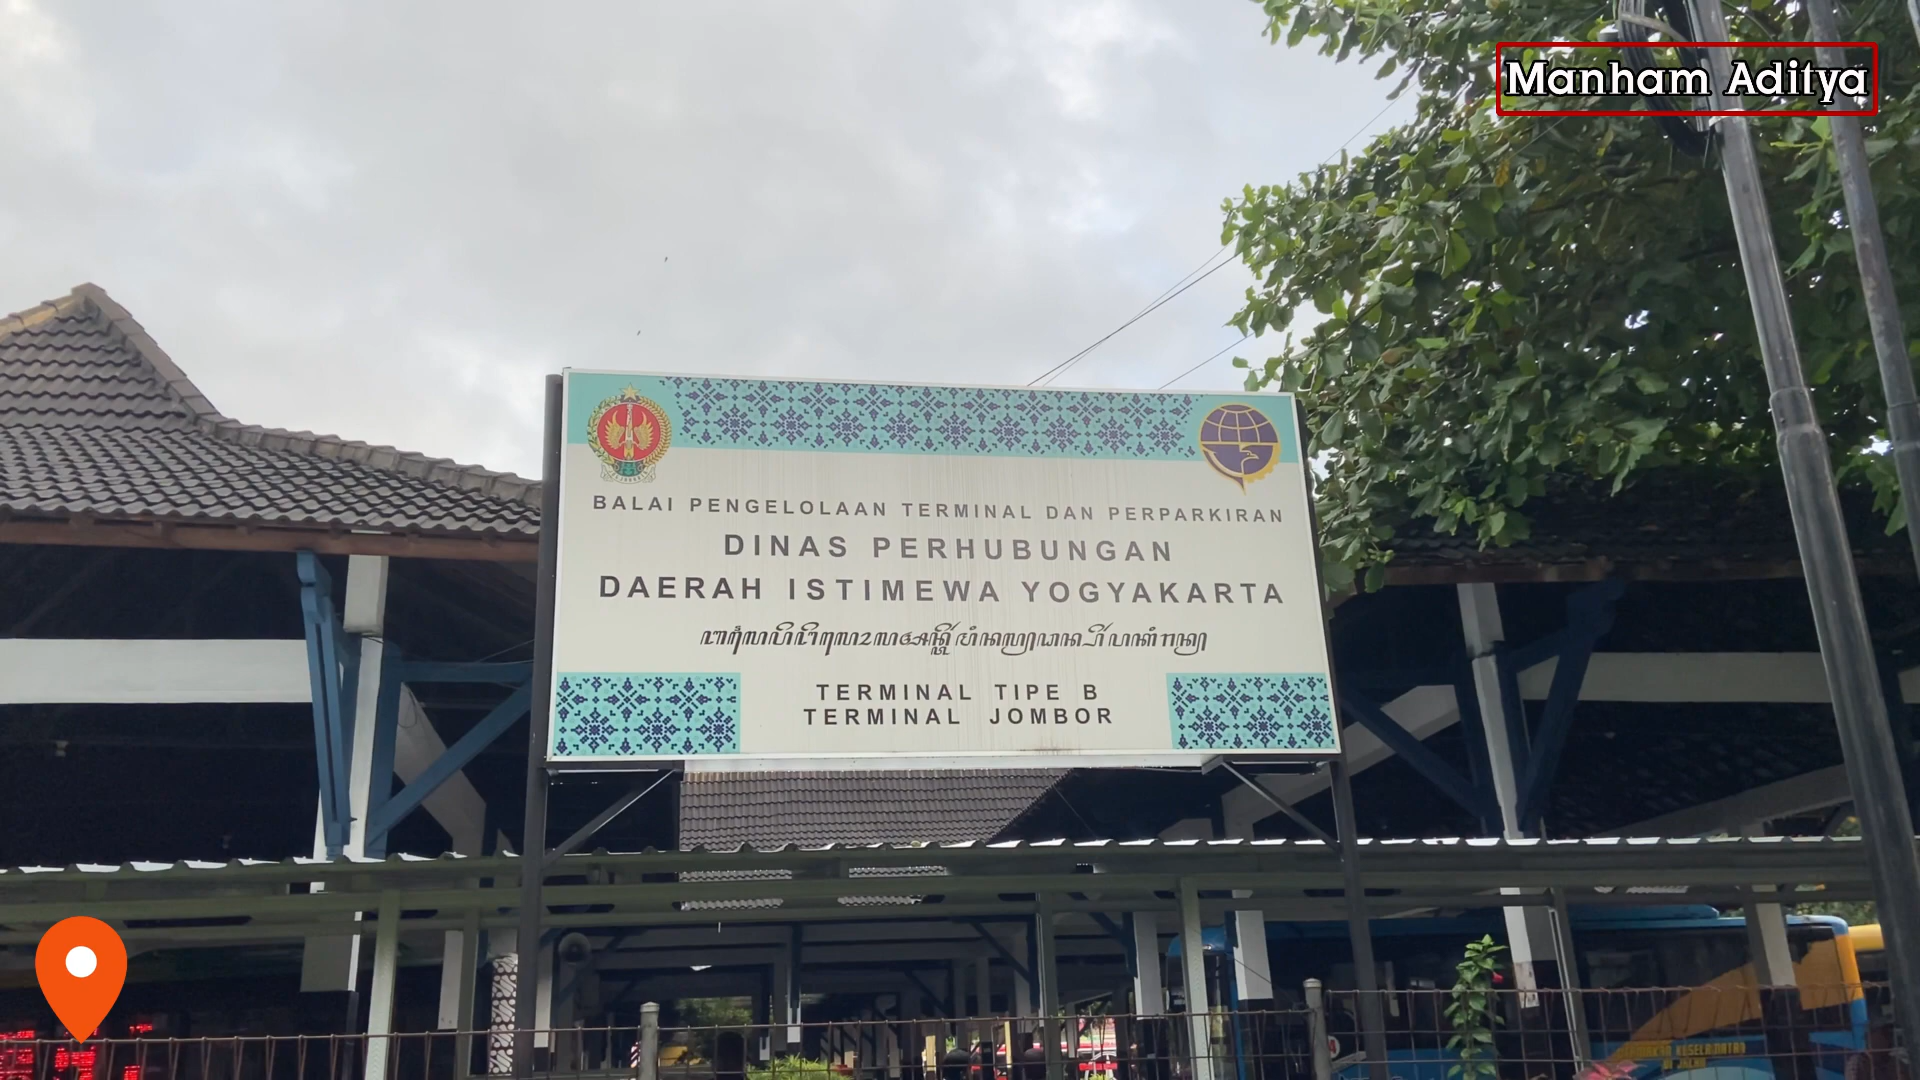 Manham Aditya
BALAI PENGELOLAAN TERMINAL DAN PERPARKIRAN
DINAS PERHUBUNGAN
DAERAH ISTIMEWA YOGYAKARTA
TERMINAL TIPE B
TERMINAL JOMBOR